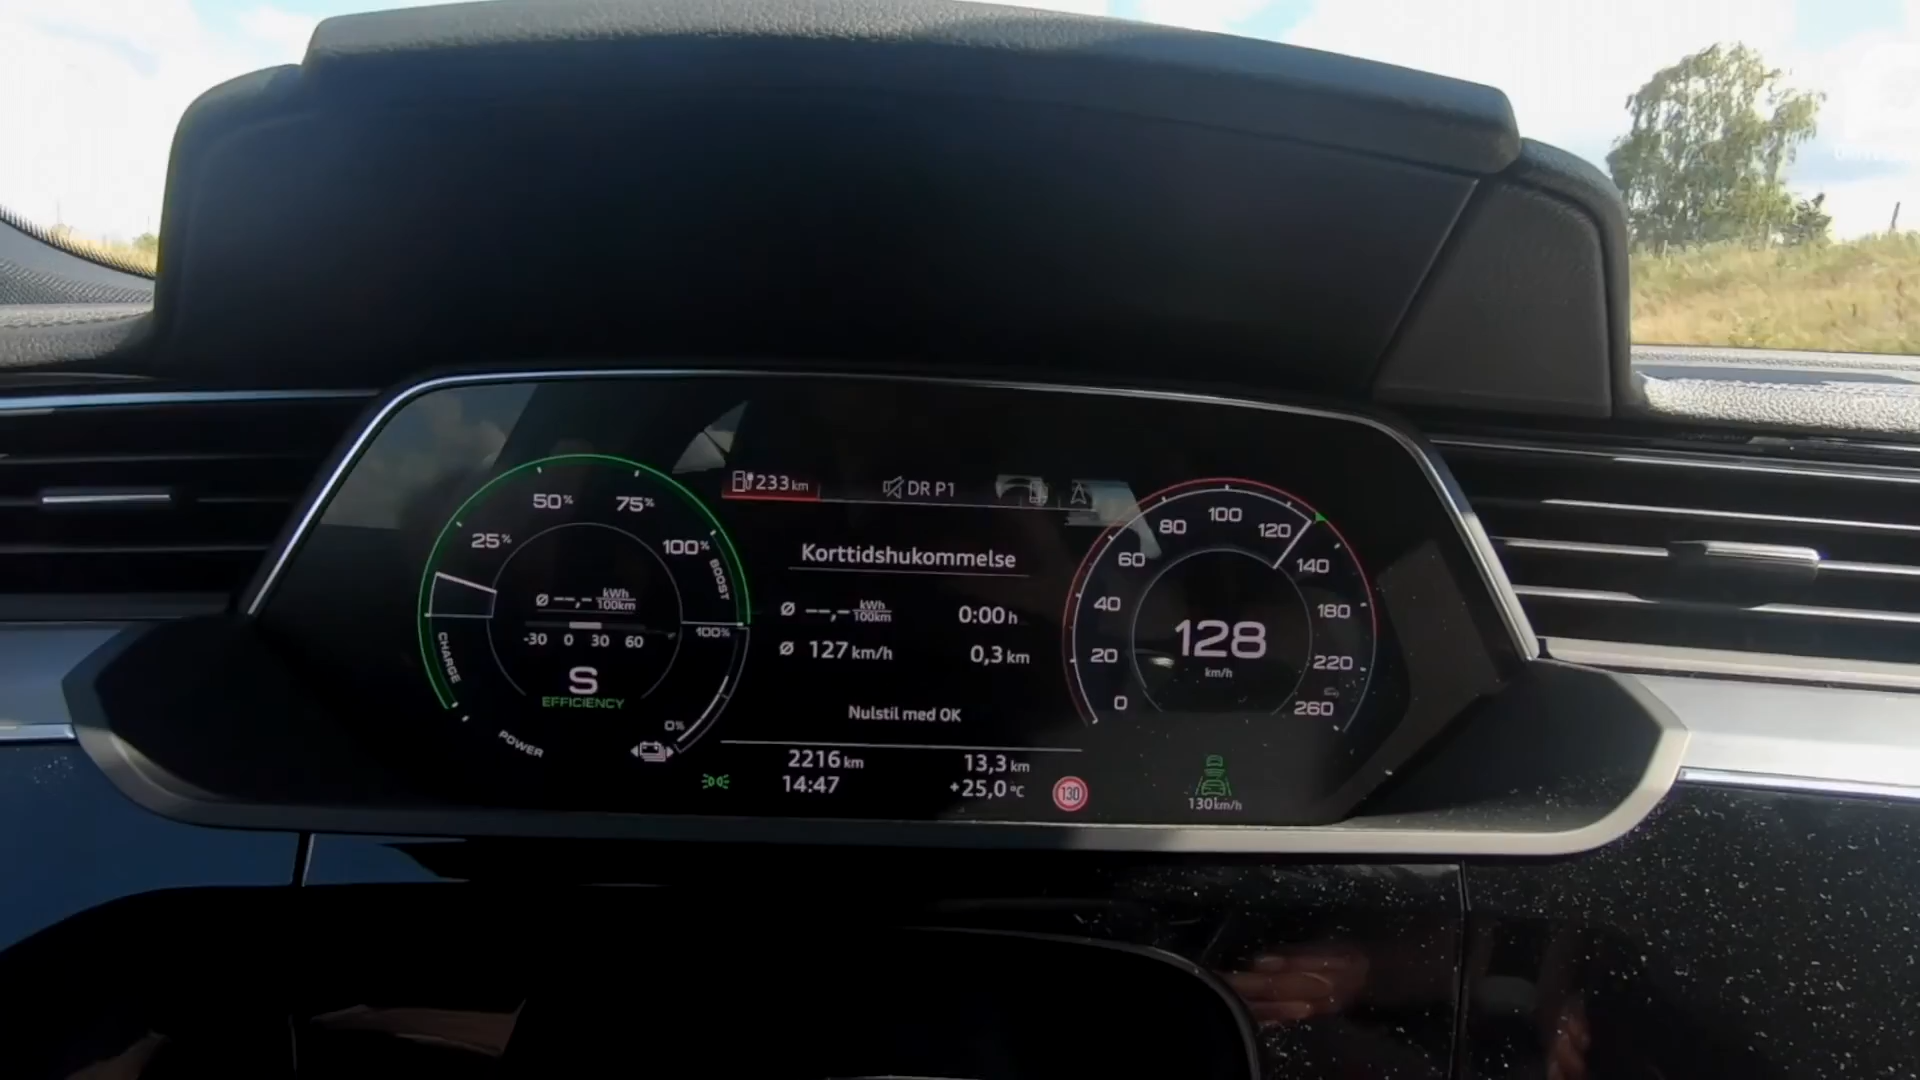 233 km
DR P1
25%
50%
75%
100%
BOOST
CHARGE
POWER
Ø --,- kWh/100km
-30 0 30 60
S
EFFICIENCY
100%
0%
Korttidshukommelse
Ø --,- kWh/100km 0:00 h
Ø 127 km/h 0,3 km
Nulstil med OK
2216 km 13,3 km
14:47 +25,0 °C
130
0
20
40
60
80
100
120
140
180
220
260
128
km/h
130 km/h